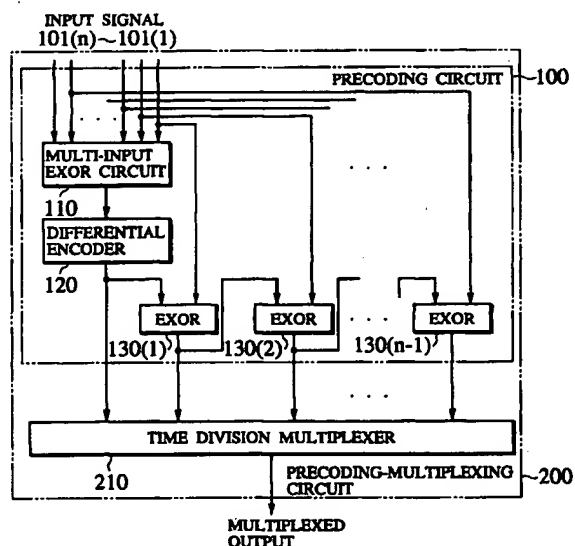 INPUT SIGNAL
101(n)~101(1)
PRECODING CIRCUIT
100
. . .
MULTI-INPUT
EXOR CIRCUIT
110
. . .
DIFFERENTIAL
ENCODER
120
EXOR
EXOR
. . .
EXOR
130(1)
130(2)
130(n-1)
. . .
TIME DIVISION MULTIPLEXER
210
PRECODING-MULTIPLEXING
CIRCUIT
200
MULTIPLEXED
OUTPUT